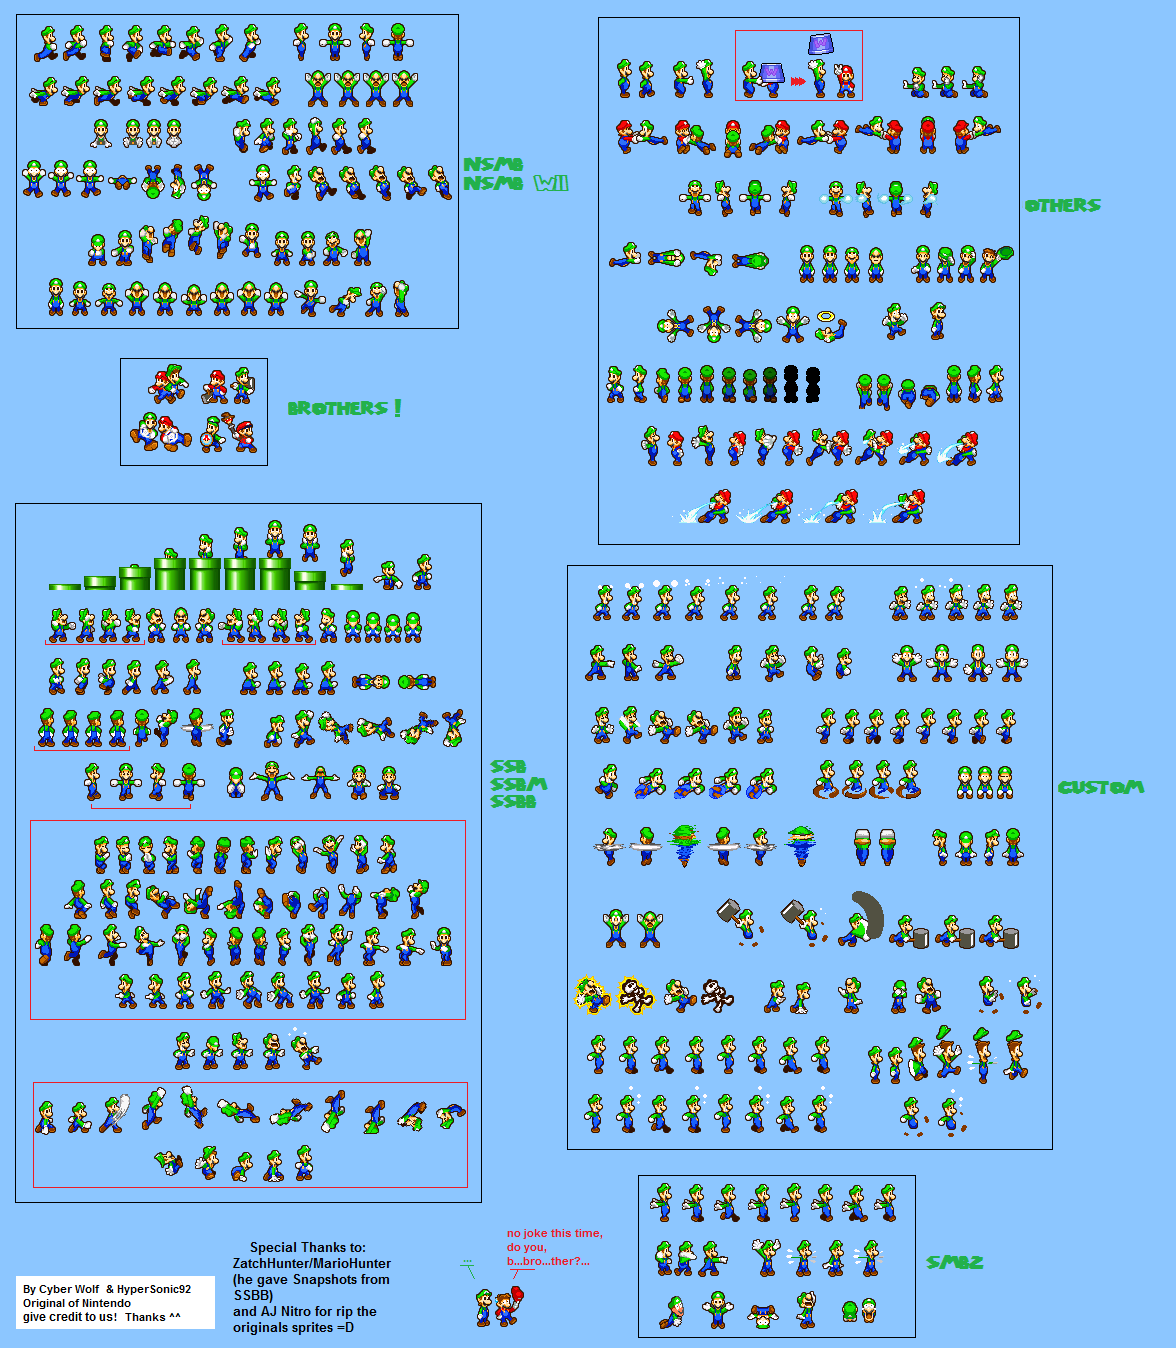 NSMB
NSMB Wii
OTHERS
BROTHERS!
SSB
SSBM
SSBB
CUSTOM
SMBZ
no joke this time,
do you,
b...bro...ther?...
...
Special Thanks to:
ZatchHunter/MarioHunter
(he gave Snapshots from
SSBB)
and AJ Nitro for rip the
originals sprites =D
By Cyber Wolf & HyperSonic92
Original of Nintendo
give credit to us! Thanks ^^